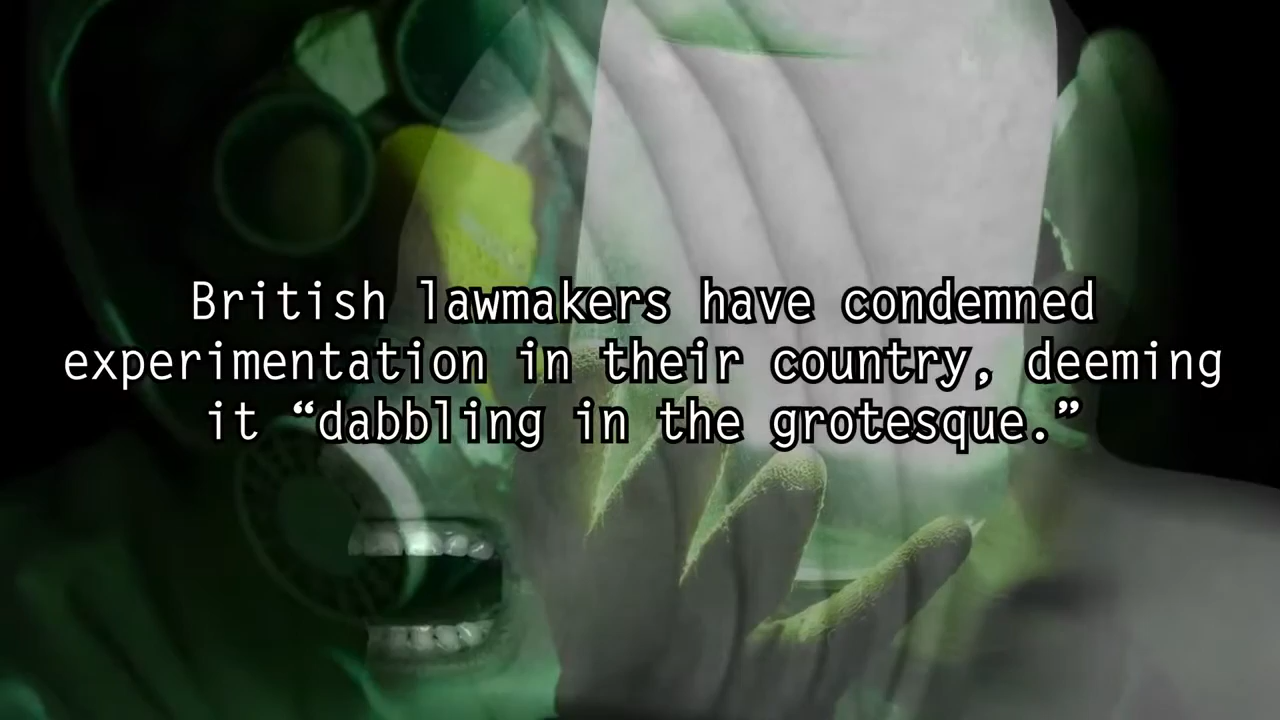 British lawmakers have condemned
experimentation in their country, deeming
it “dabbling in the grotesque.”